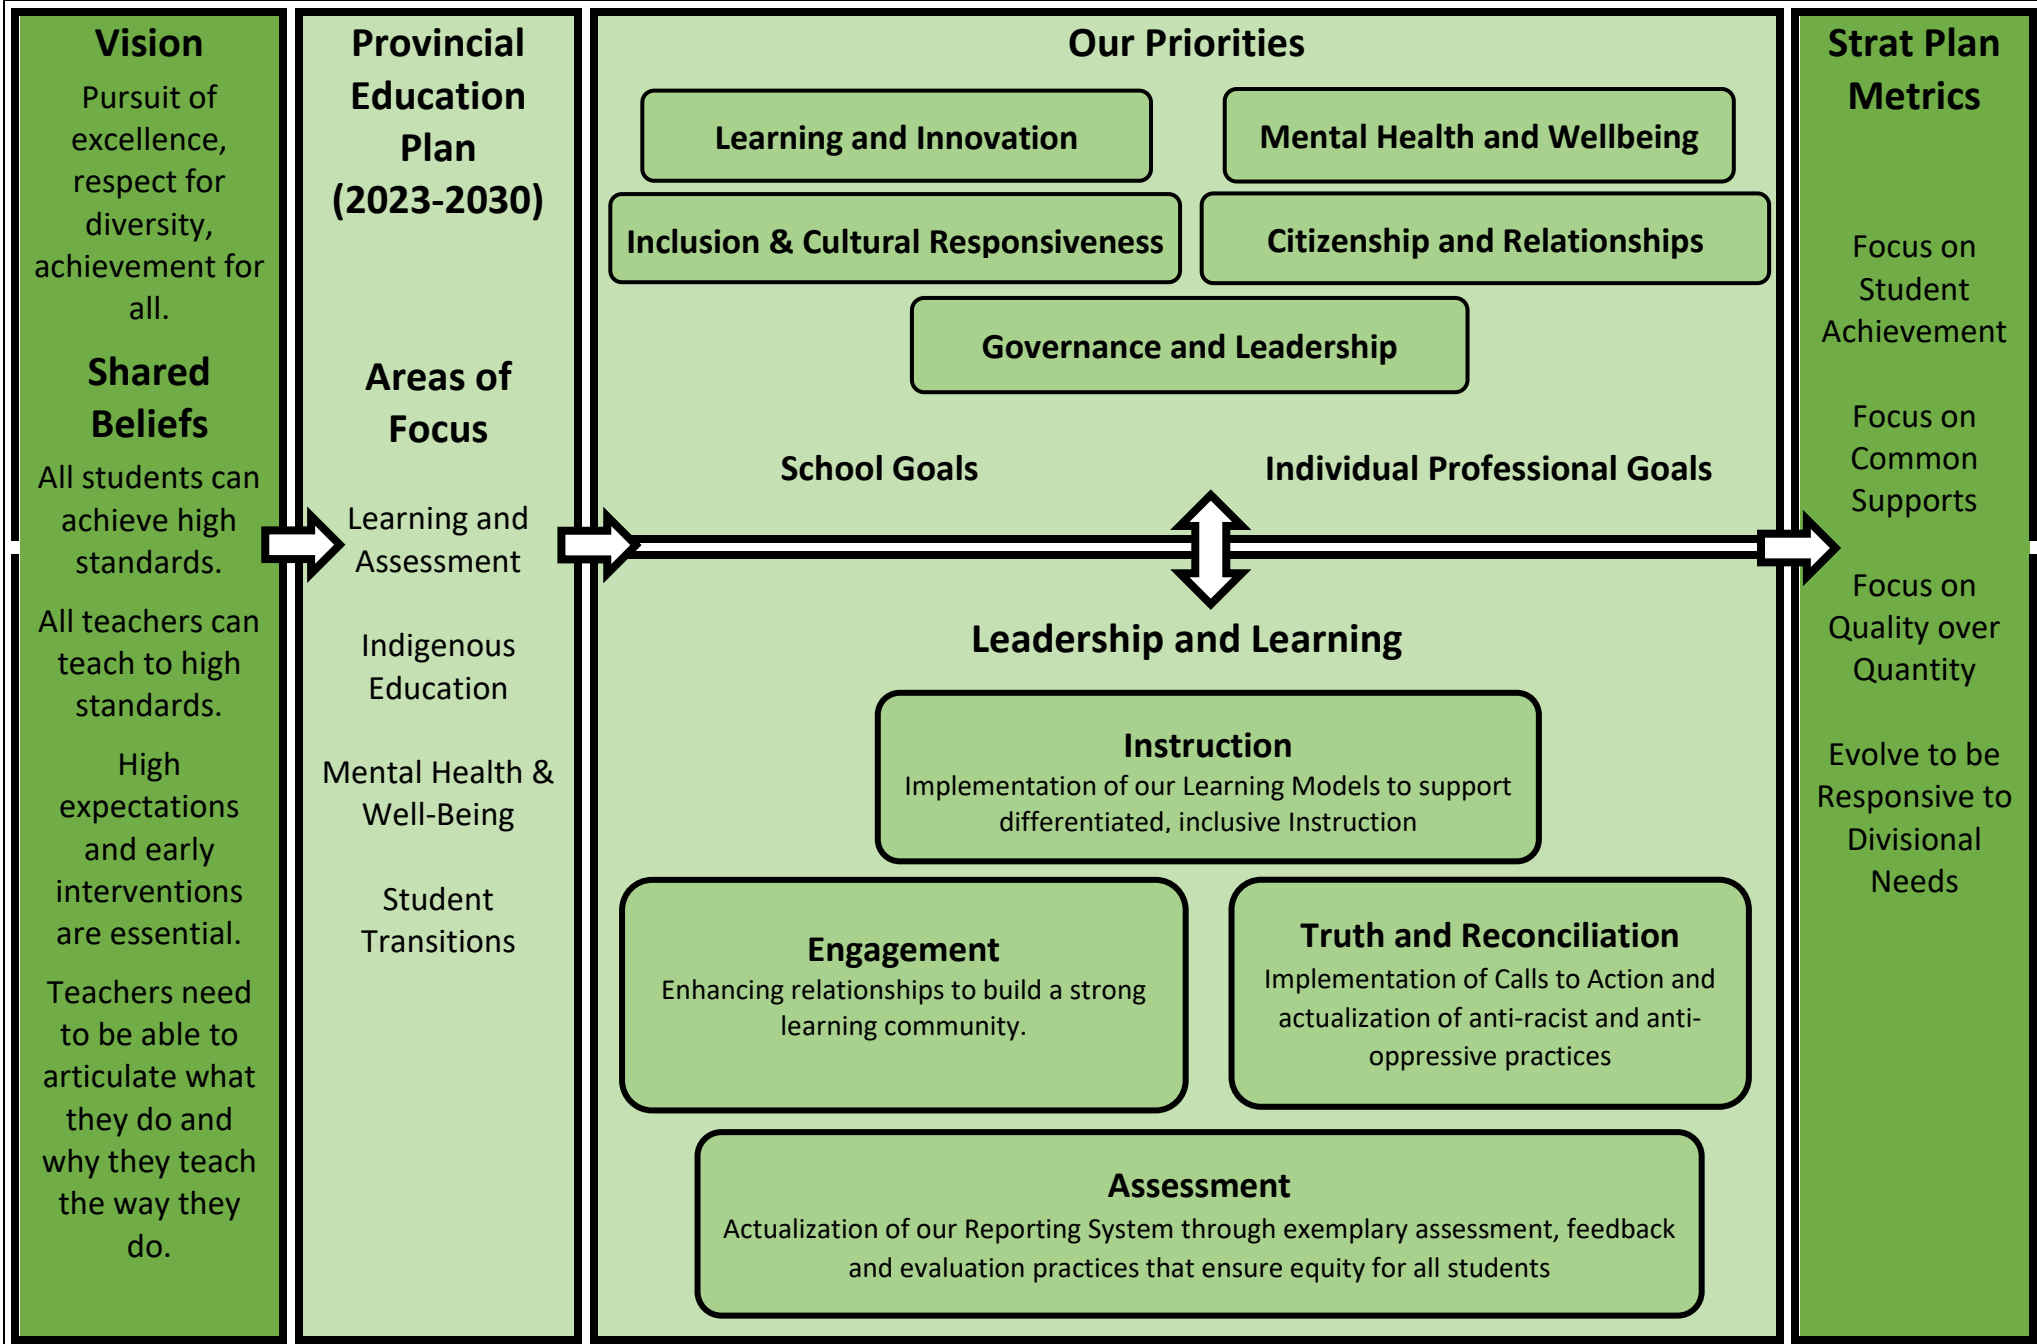 Vision
Pursuit of
excellence,
respect for
diversity,
achievement for
all.
Shared
Beliefs
All students can
achieve high
standards.
All teachers can
teach to high
standards.
High
expectations
and early
interventions
are essential.
Teachers need
to be able to
articulate what
they do and
why they teach
the way they
do.
Provincial
Education
Plan
(2023-2030)
Areas of
Focus
Learning and
Assessment
Indigenous
Education
Mental Health &
Well-Being
Student
Transitions
Our Priorities
Learning and Innovation
Mental Health and Wellbeing
Inclusion & Cultural Responsiveness
Citizenship and Relationships
Governance and Leadership
School Goals
Individual Professional Goals
Leadership and Learning
Instruction
Implementation of our Learning Models to support
differentiated, inclusive Instruction
Engagement
Enhancing relationships to build a strong
learning community.
Truth and Reconciliation
Implementation of Calls to Action and
actualization of anti-racist and anti-
oppressive practices
Assessment
Actualization of our Reporting System through exemplary assessment, feedback
and evaluation practices that ensure equity for all students
Strat Plan
Metrics
Focus on
Student
Achievement
Focus on
Common
Supports
Focus on
Quality over
Quantity
Evolve to be
Responsive to
Divisional
Needs